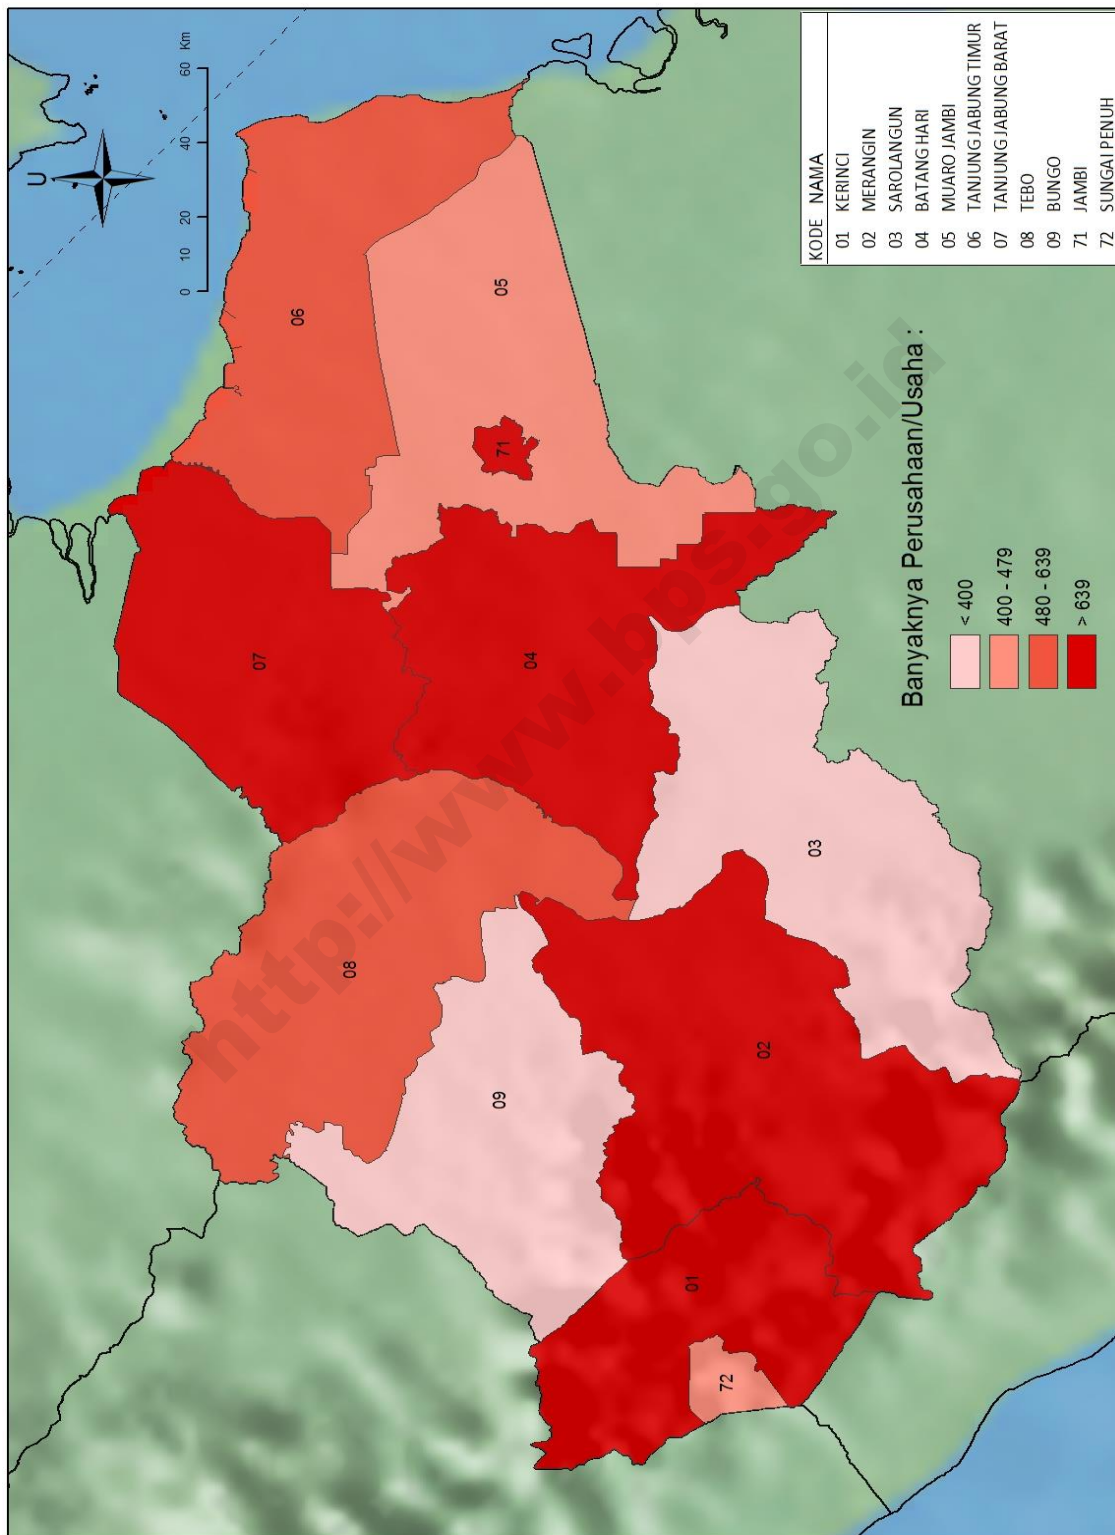 U
0 10 20 40 60 Km
06
05
71
07
04
08
03
09
02
01
72
http://www.bps.go.id
Banyaknya Perusahaan/Usaha :
< 400
400 - 479
480 - 639
> 639
KODE NAMA
01 KERINCI
02 MERANGIN
03 SAROLANGUN
04 BATANG HARI
05 MUARO JAMBI
06 TANJUNG JABUNG TIMUR
07 TANJUNG JABUNG BARAT
08 TEBO
09 BUNGO
71 JAMBI
72 SUNGAI PENUH